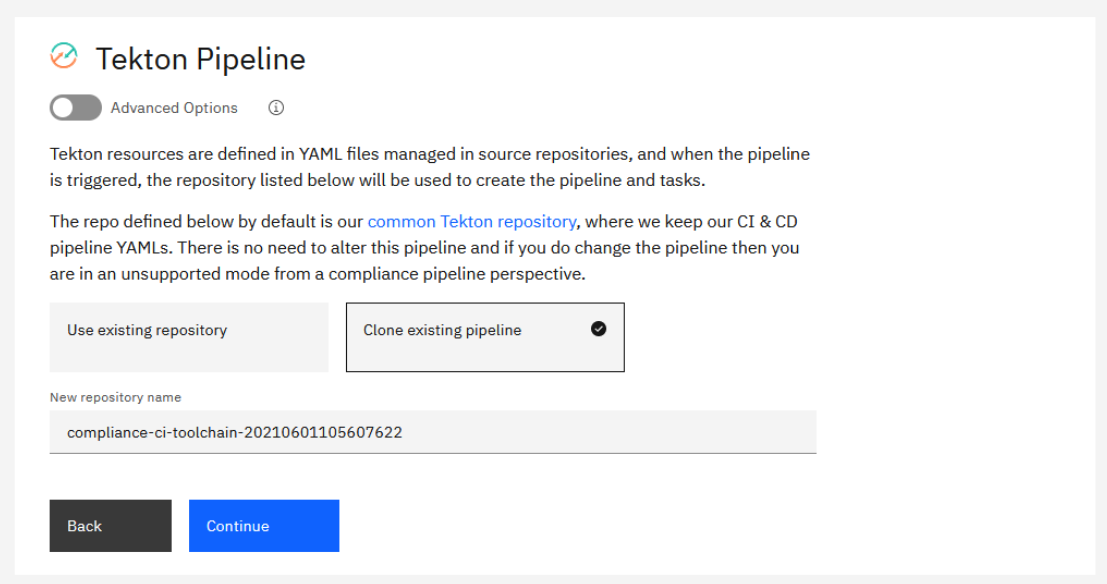 Tekton Pipeline
Advanced Options
Tekton resources are defined in YAML files managed in source repositories, and when the pipeline
is triggered, the repository listed below will be used to create the pipeline and tasks.
The repo defined below by default is our common Tekton repository, where we keep our CI & CD
pipeline YAMLs. There is no need to alter this pipeline and if you do change the pipeline then you
are in an unsupported mode from a compliance pipeline perspective.
Use existing repository
Clone existing pipeline
New repository name
compliance-ci-toolchain-20210601105607622
Back
Continue